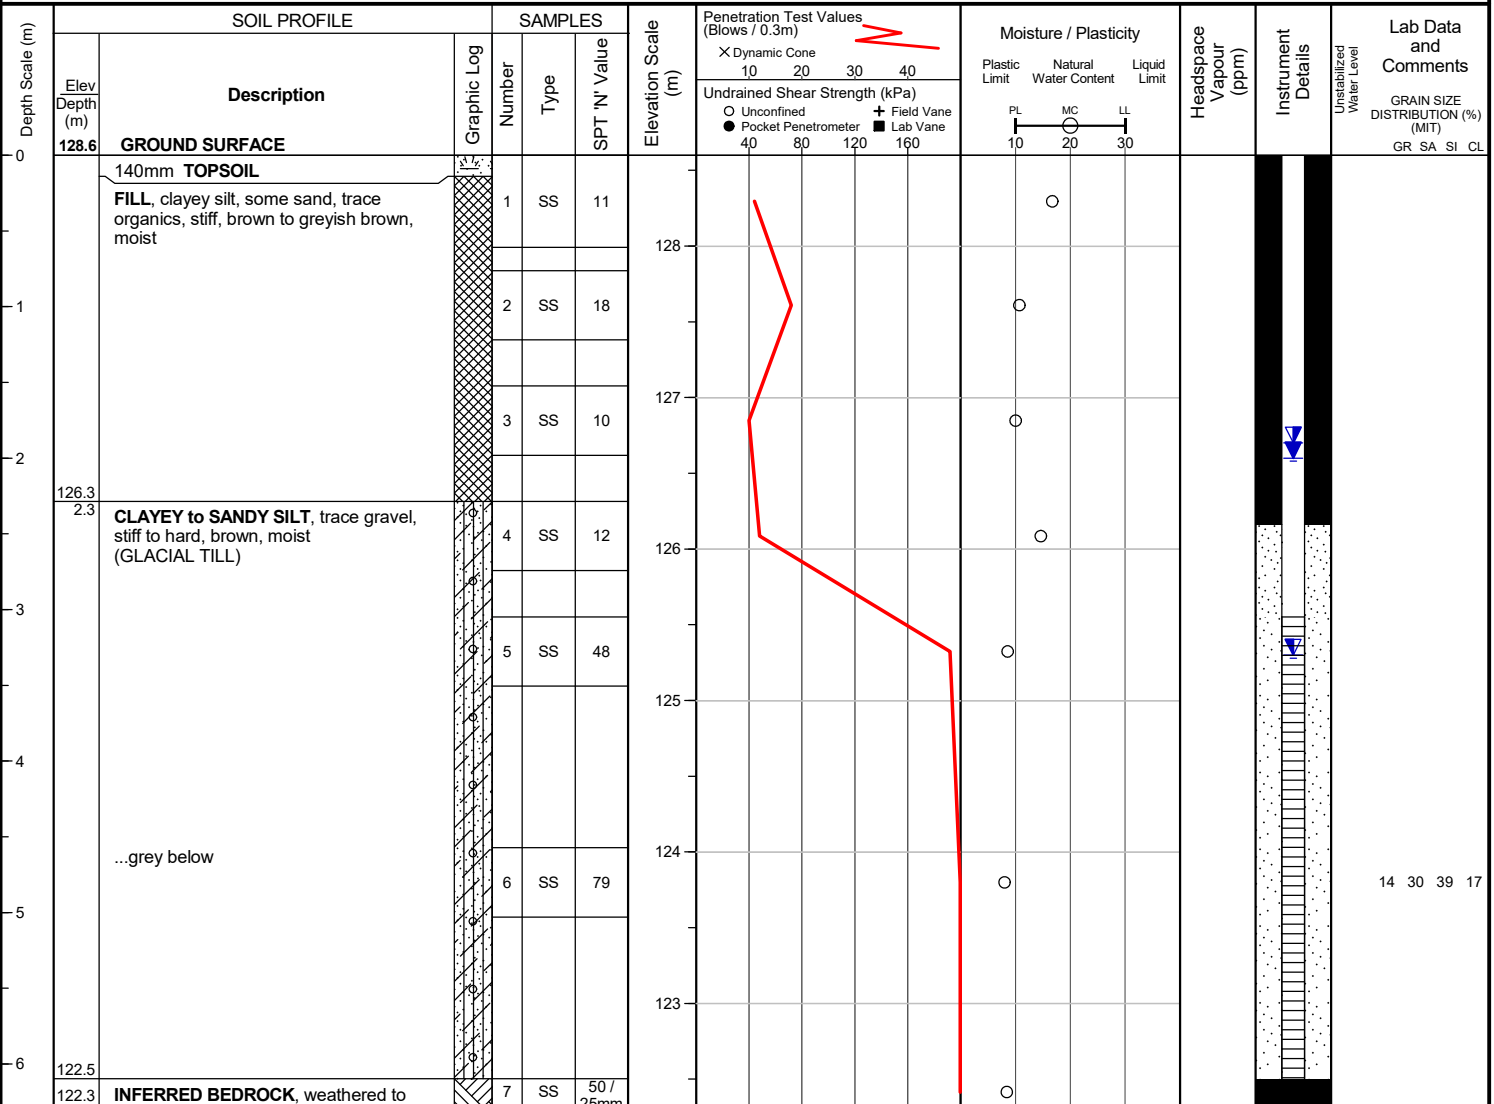 SOIL PROFILE
SAMPLES
Depth Scale (m)
Elev
Depth
(m)
Description
Graphic Log
Number
Type
SPT 'N' Value
Elevation Scale
(m)
Penetration Test Values
(Blows / 0.3m)
Dynamic Cone
10 20 30 40
Undrained Shear Strength (kPa)
Unconfined
Field Vane
Pocket Penetrometer
Lab Vane
40 80 120 160
Moisture / Plasticity
Plastic
Limit
Natural
Water Content
Liquid
Limit
PL MC LL
10 20 30
Headspace
Vapour
(ppm)
Instrument
Details
Unstabilized
Water Level
Lab Data
and
Comments
GRAIN SIZE
DISTRIBUTION (%)
(MIT)
GR SA SI CL
128.6 GROUND SURFACE
0
140mm TOPSOIL
FILL, clayey silt, some sand, trace
organics, stiff, brown to greyish brown,
moist
1 SS 11
128
1
2 SS 18
127
3 SS 10
2
126.3
2.3
CLAYEY to SANDY SILT, trace gravel,
stiff to hard, brown, moist
(GLACIAL TILL)
4 SS 12
126
3
5 SS 48
125
4
124
...grey below
6 SS 79
14 30 39 17
5
123
6
122.5
122.3 INFERRED BEDROCK, weathered to
7 SS 50 /
25mm